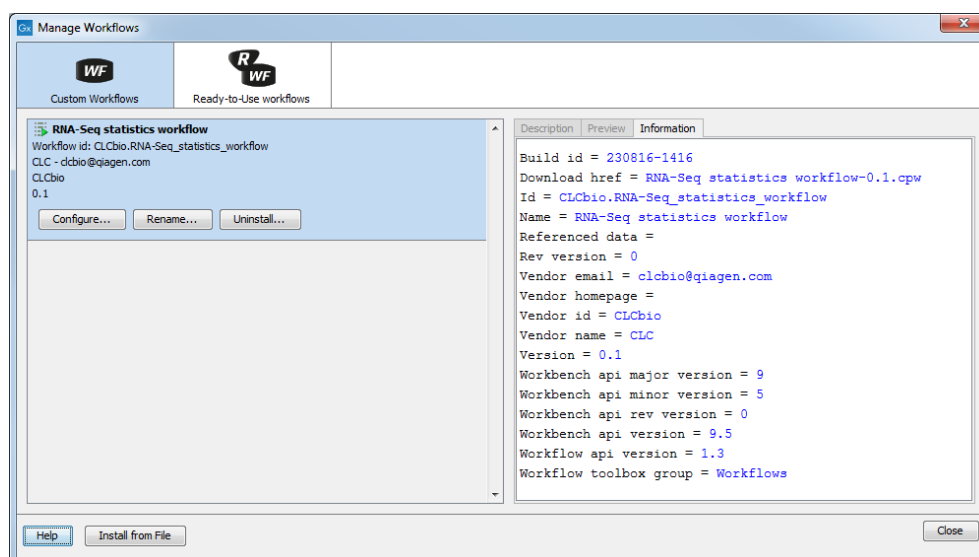 Gx Manage Workflows
x
WF
R
WF
Custom Workflows
Ready-to-Use workflows
RNA-Seq statistics workflow
Workflow id: CLCbio.RNA-Seq_statistics_workflow
CLC - clcbio@qiagen.com
CLCbio
0.1
Configure... Rename... Uninstall...
Description Preview Information
Build id = 230816-1416
Download href = RNA-Seq statistics workflow-0.1.cpw
Id = CLCbio.RNA-Seq_statistics_workflow
Name = RNA-Seq statistics workflow
Referenced data =
Rev version = 0
Vendor email = clcbio@qiagen.com
Vendor homepage =
Vendor id = CLCbio
Vendor name = CLC
Version = 0.1
Workbench api major version = 9
Workbench api minor version = 5
Workbench api rev version = 0
Workbench api version = 9.5
Workflow api version = 1.3
Workflow toolbox group = Workflows
Help Install from File Close